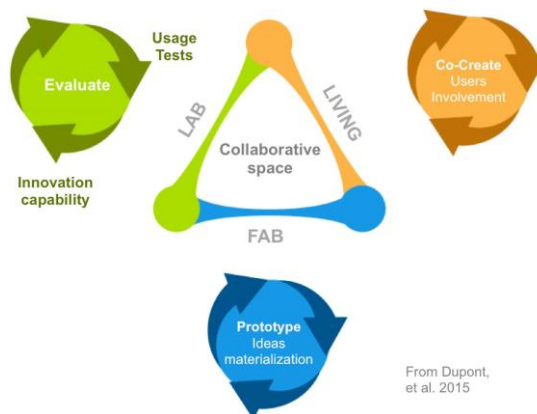 Usage
Tests
Evaluate
Innovation
capability
LAB
LIVING
Collaborative
space
FAB
Co-Create
Users
Involvement
Prototype
Ideas
materialization
From Dupont,
et al. 2015